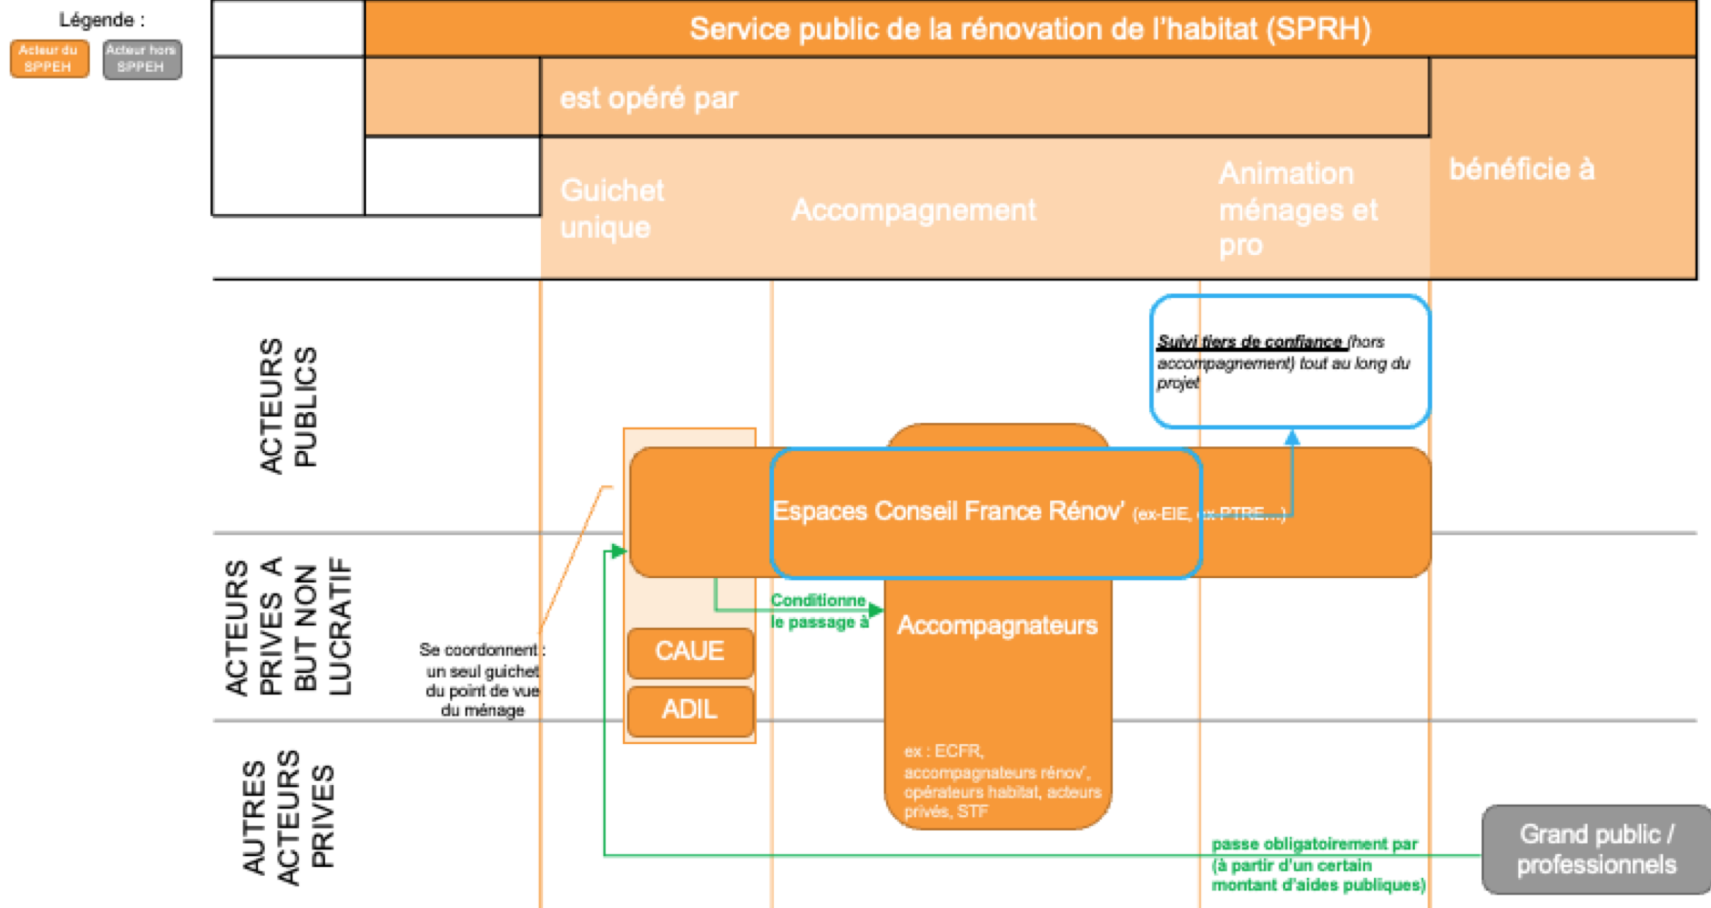 Légende :
Acteur du
SPPEH
Acteur hors
SPPEH
Service public de la rénovation de l'habitat (SPRH)
est opéré par
bénéficie à
Guichet
unique
Accompagnement
Animation
ménages et
pro
ACTEURS
PUBLICS
Suivi tiers de confiance (hors
accompagnement) tout au long du
projet
Espaces Conseil France Rénov' (ex-EIE, ex-PTRE...)
ACTEURS
PRIVES A
BUT NON
LUCRATIF
Conditionne
le passage à
Accompagnateurs
Se coordonnent :
un seul guichet
du point de vue
du ménage
CAUE
ADIL
AUTRES
ACTEURS
PRIVES
ex : ECFR,
accompagnateurs rénov',
opérateurs habitat, acteurs
privés, STF
passe obligatoirement par
(à partir d'un certain
montant d'aides publiques)
Grand public /
professionnels